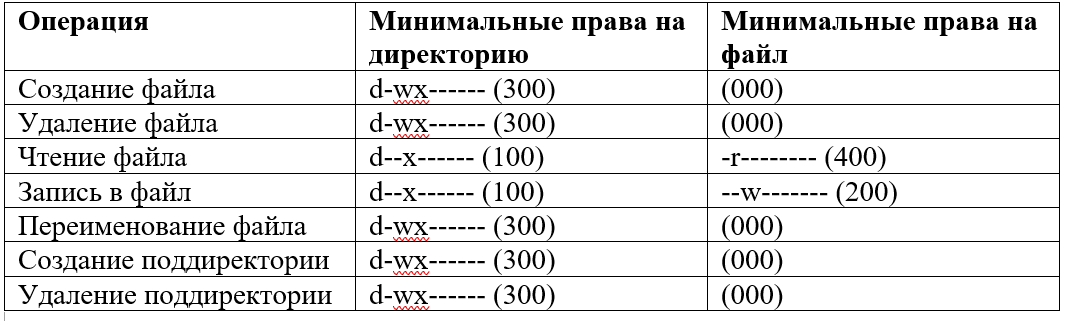 Операция Минимальные права на директорию Минимальные права на файл
Создание файла d-wx------ (300) (000)
Удаление файла d-wx------ (300) (000)
Чтение файла d--x------ (100) -r-------- (400)
Запись в файл d--x------ (100) --w------- (200)
Переименование файла d-wx------ (300) (000)
Создание поддиректории d-wx------ (300) (000)
Удаление поддиректории d-wx------ (300) (000)